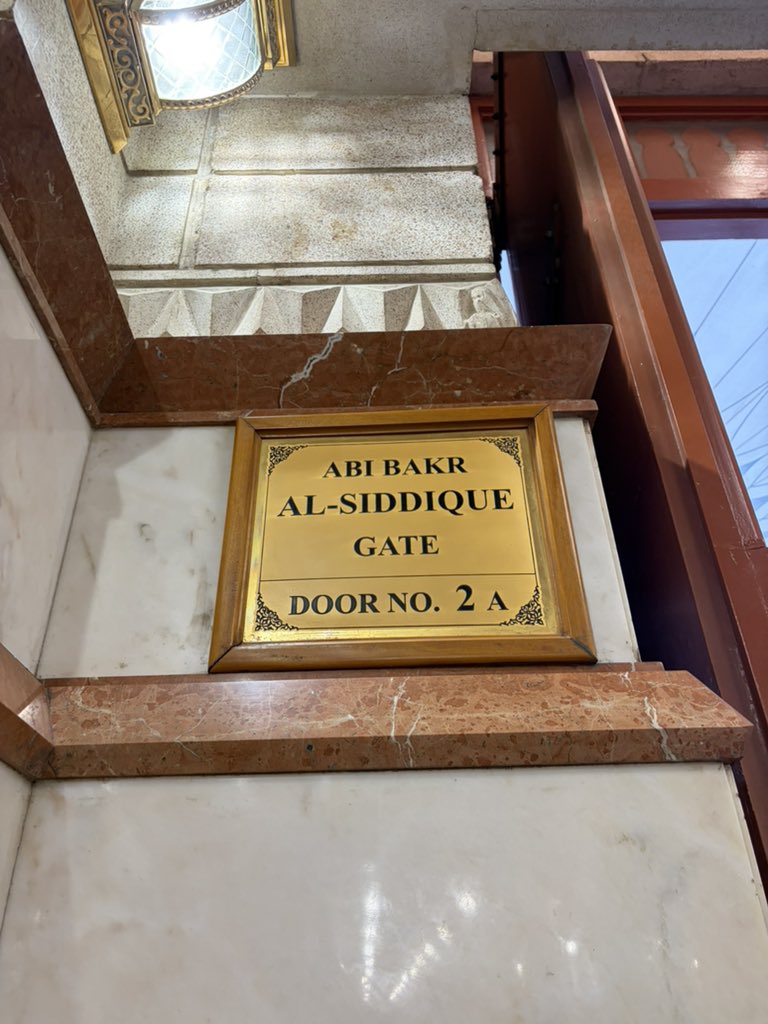 ABI BAKR
AL-SIDDIQUE
GATE
DOOR NO. 2 A